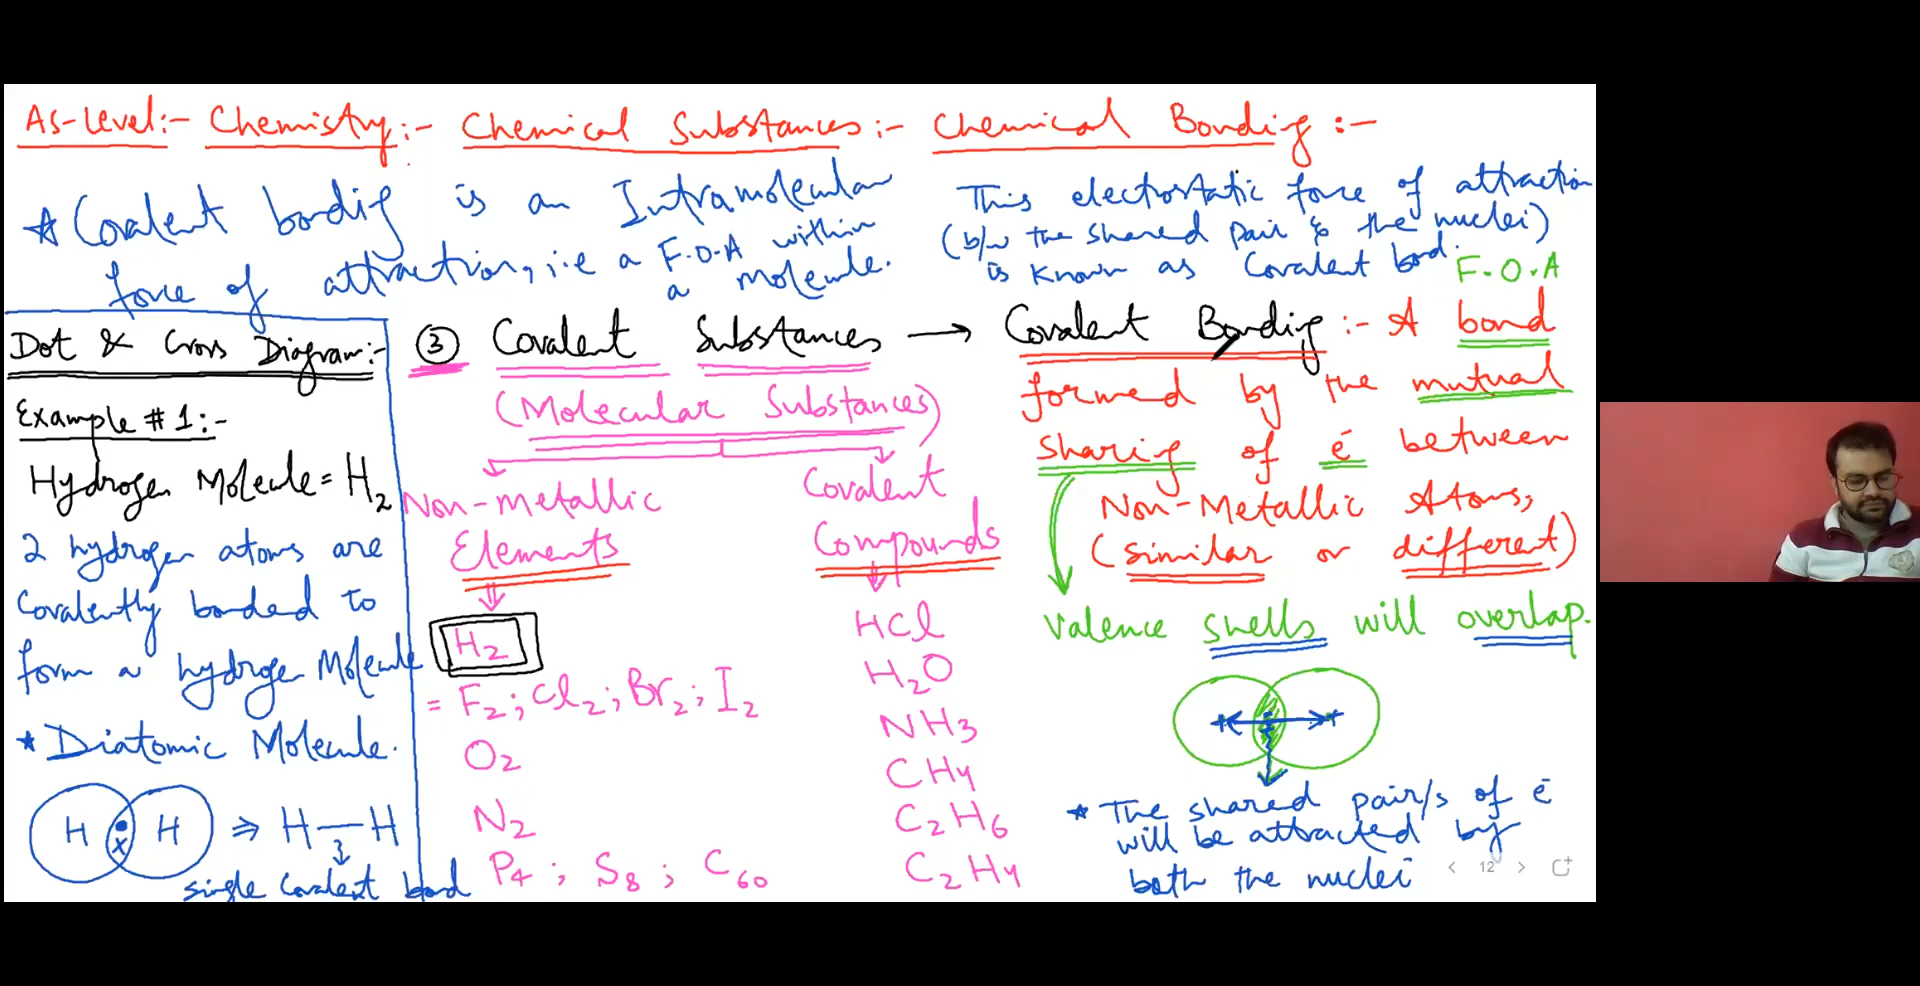 As-Level:- Chemistry:- Chemical Substances:- Chemical Bonding:-
* Covalent bonding is an Intramolecular
force of attraction, i.e a F.O.A within
a molecule.
This electrostatic force of attraction
(b/w the shared pair & the nuclei)
is known as Covalent bond.
Dot & Cross Diagram:-
Example #1:-
Hydrogen Molecule = H₂
2 hydrogen atoms are
covalently bonded to
form a hydrogen Molecule
* Diatomic Molecule.
H • x H ⇒ H—H
single covalent bond
③ Covalent Substances → Covalent Bonding:- A bond
F.O.A
(Molecular Substances)
Non-metallic
Elements
H₂
= F₂ ; Cl₂ ; Br₂ ; I₂
O₂
N₂
P₄ ; S₈ ; C₆₀
Covalent
Compounds
HCl
H₂O
NH₃
CH₄
C₂H₆
C₂H₄
formed by the mutual
sharing of e⁻ between
Non-Metallic Atoms,
(similar or different)
Valence shells will overlap.
* The shared pair/s of e⁻
will be attracted by
both the nuclei
< 12 >